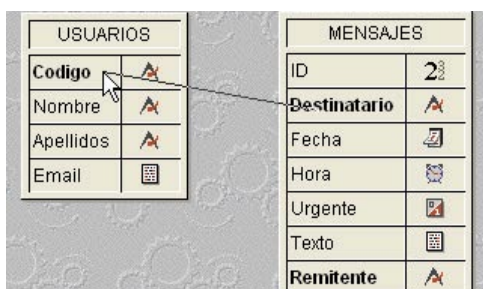 USUARIOS
Codigo
Nombre
Apellidos
Email
MENSAJES
ID
Destinatario
Fecha
Hora
Urgente
Texto
Remitente